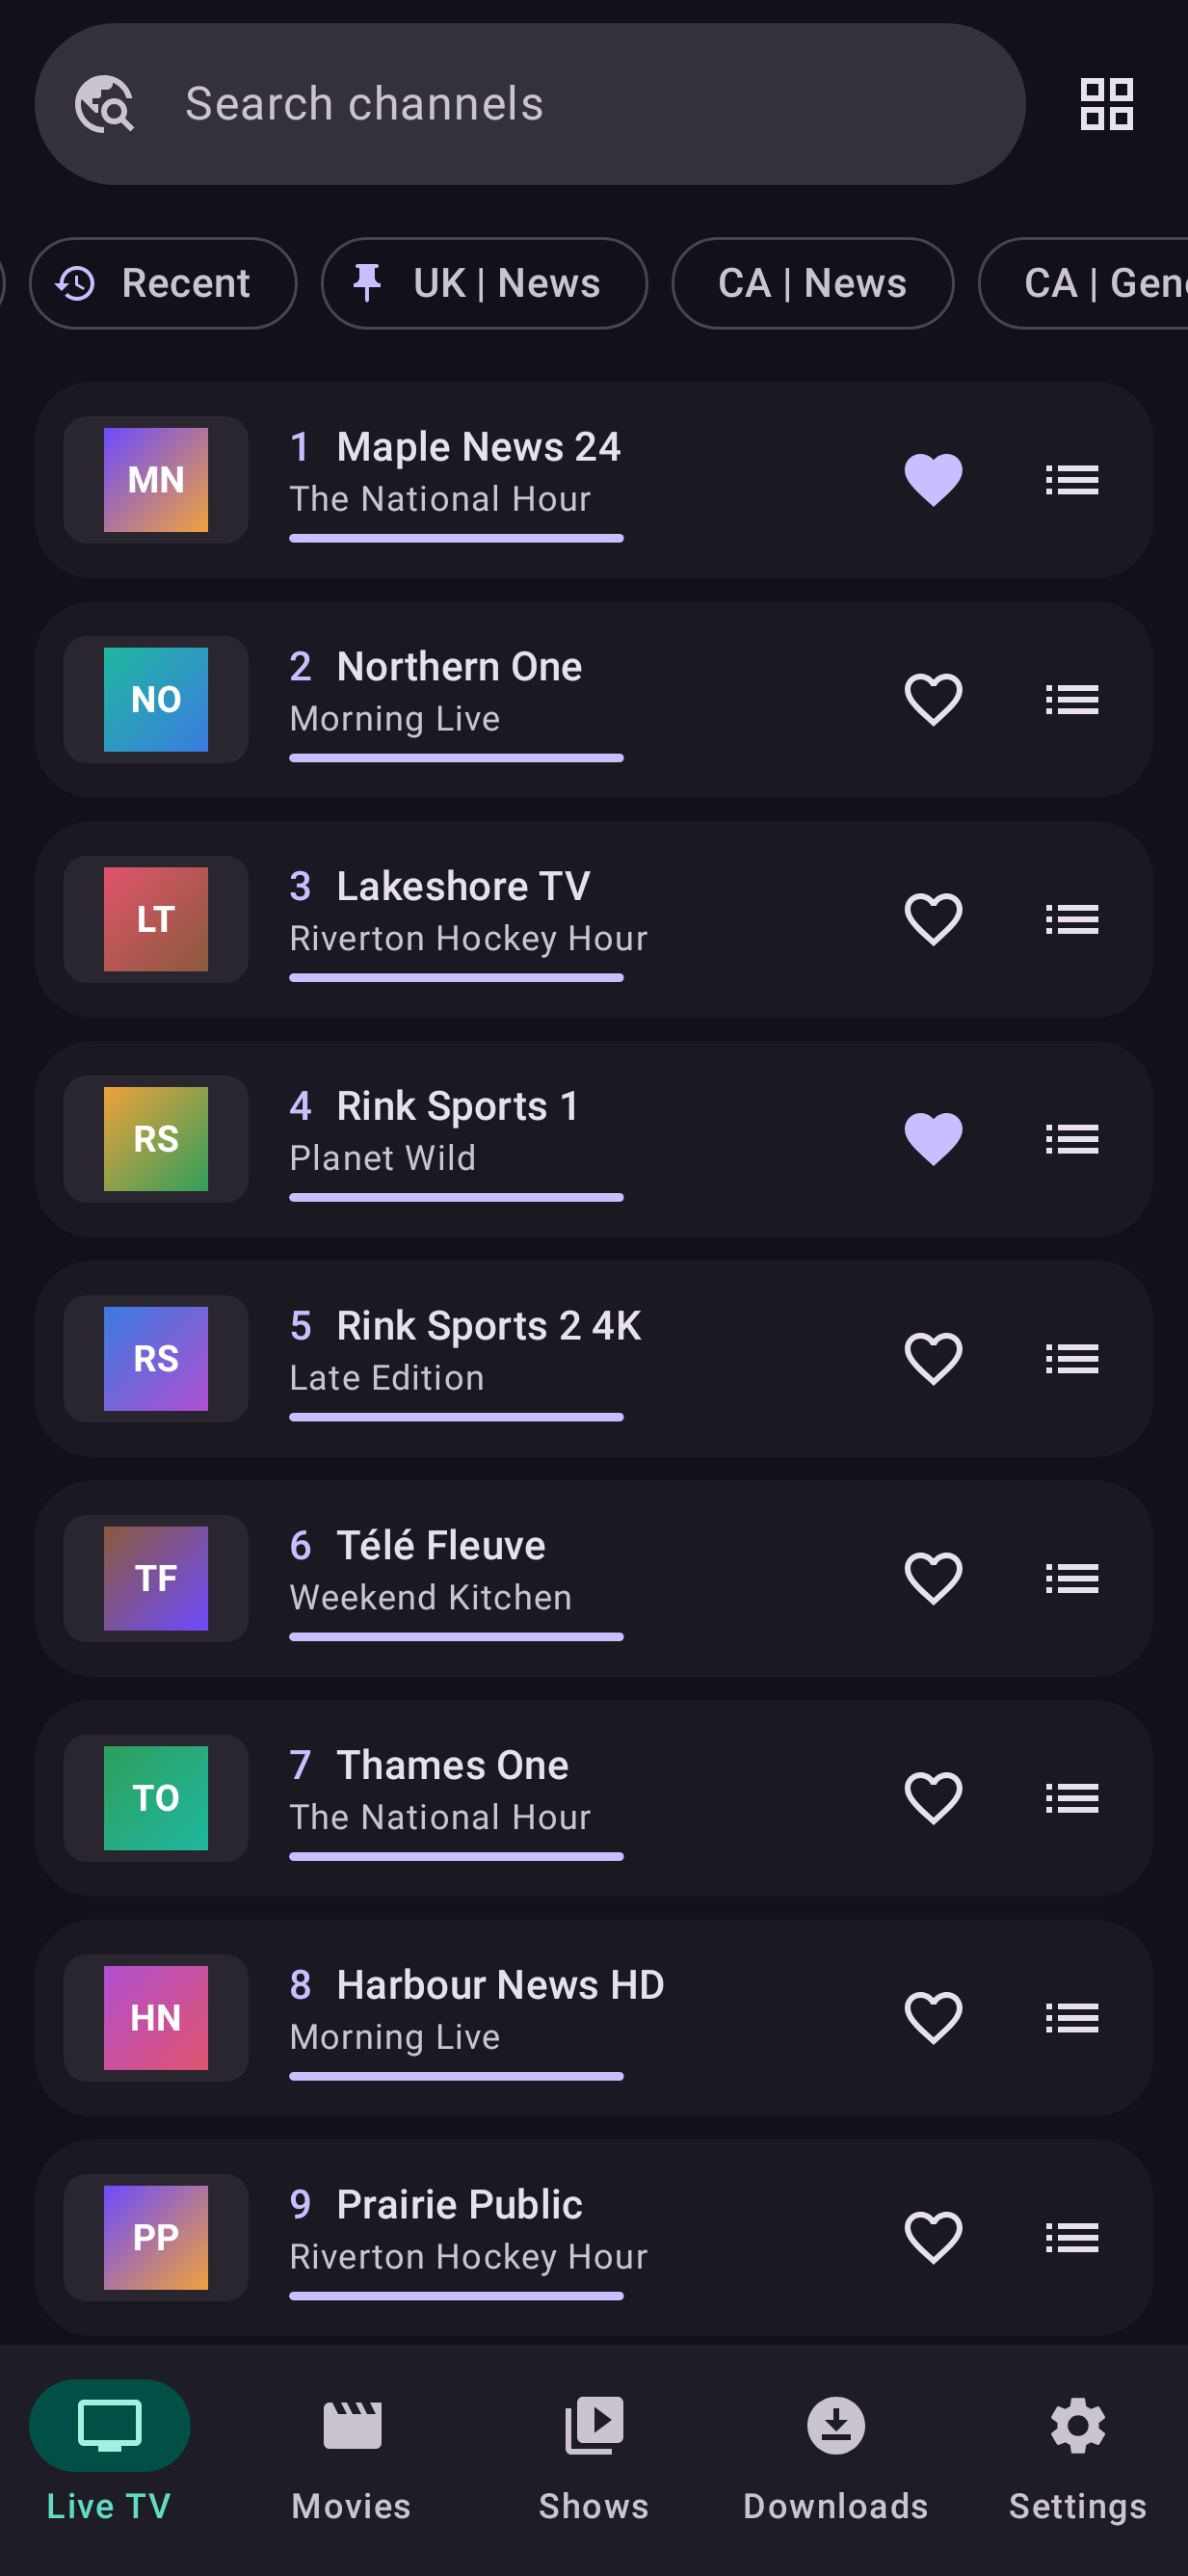 Search channels
Recent
UK | News
CA | News
CA | Gen
MN
1 Maple News 24
The National Hour
NO
2 Northern One
Morning Live
LT
3 Lakeshore TV
Riverton Hockey Hour
RS
4 Rink Sports 1
Planet Wild
RS
5 Rink Sports 2 4K
Late Edition
TF
6 Télé Fleuve
Weekend Kitchen
TO
7 Thames One
The National Hour
HN
8 Harbour News HD
Morning Live
PP
9 Prairie Public
Riverton Hockey Hour
Live TV
Movies
Shows
Downloads
Settings